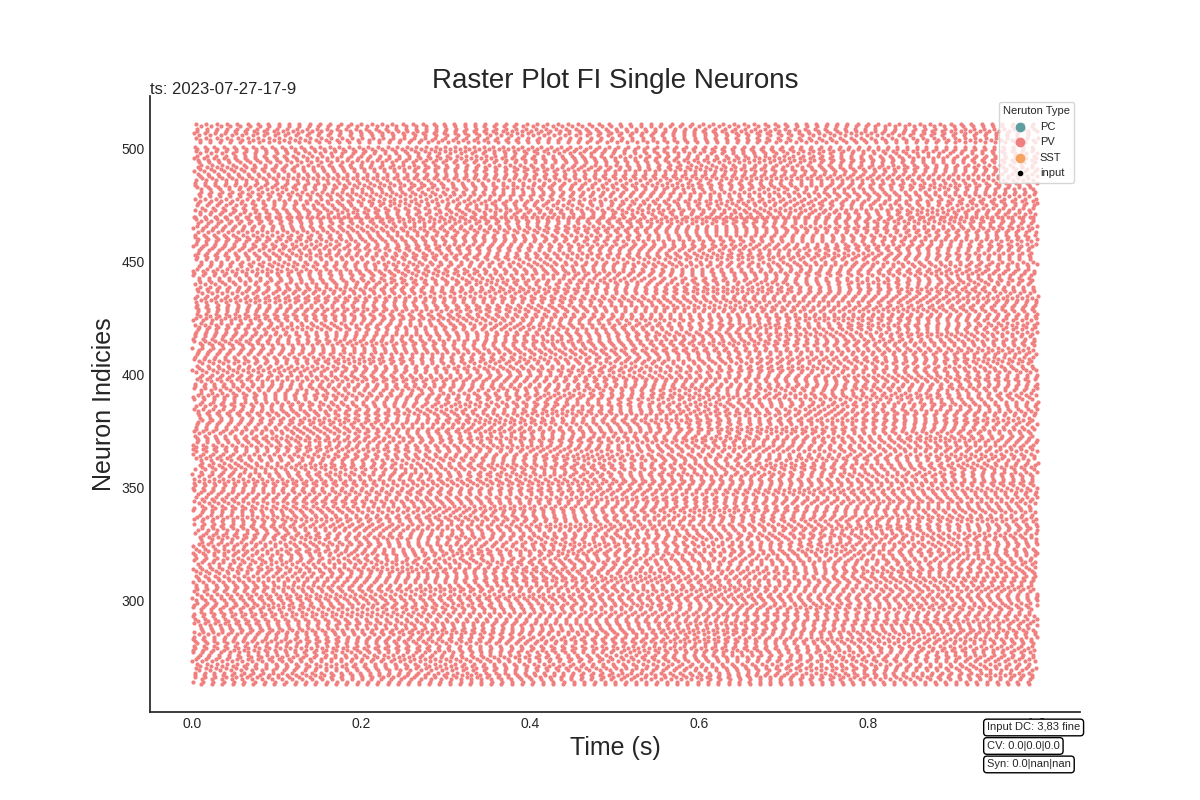 Raster Plot FI Single Neurons
ts: 2023-07-27-17-9
Neruton Type
PC
PV
SST
input
500
450
400
350
300
Neuron Indicies
0.0 0.2 0.4 0.6 0.8
Time (s)
Input DC: 3,83 fine
CV: 0.0|0.0|0.0
Syn: 0.0|nan|nan